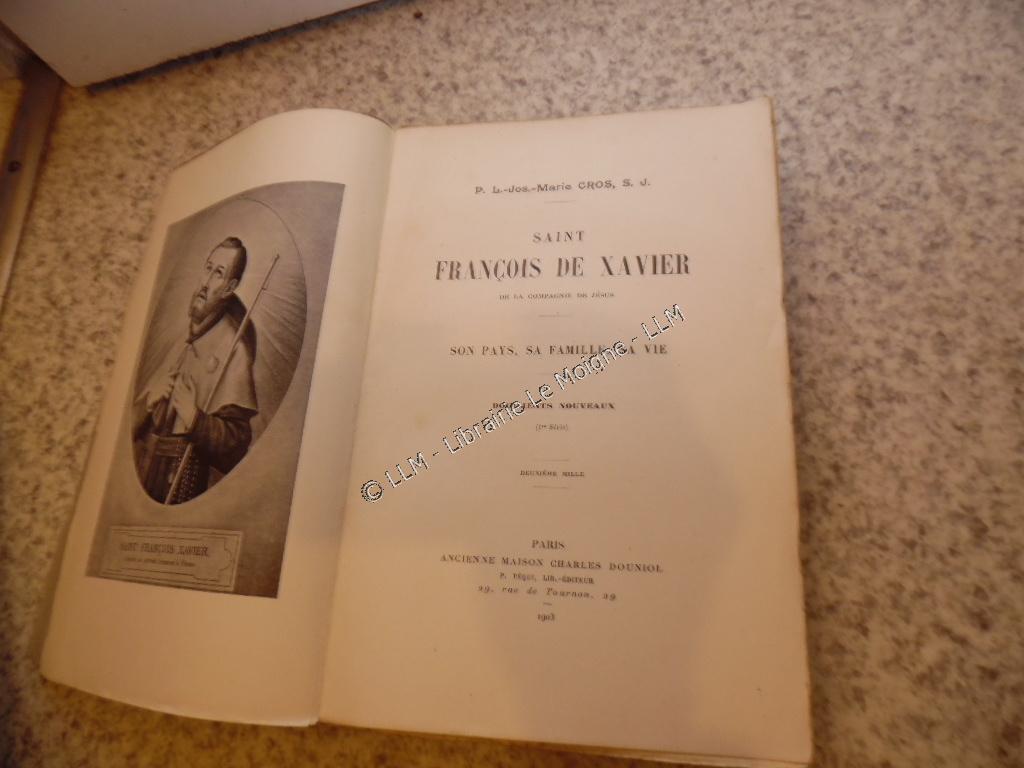 SAINT FRANÇOIS XAVIER,
P. L.-Jos.-Marie CROS, S. J.
SAINT
FRANÇOIS DE XAVIER
DE LA COMPAGNIE DE JÉSUS
SON PAYS, SA FAMILLE, SA VIE
DOCUMENTS NOUVEAUX
(1re Série)
DEUXIÈME MILLE
PARIS
ANCIENNE MAISON CHARLES DOUNIOL
P. TÉQUI, LIB.-ÉDITEUR
29, rue de Tournon, 29
1903
© LLM - Librairie Le Moigne - LLM